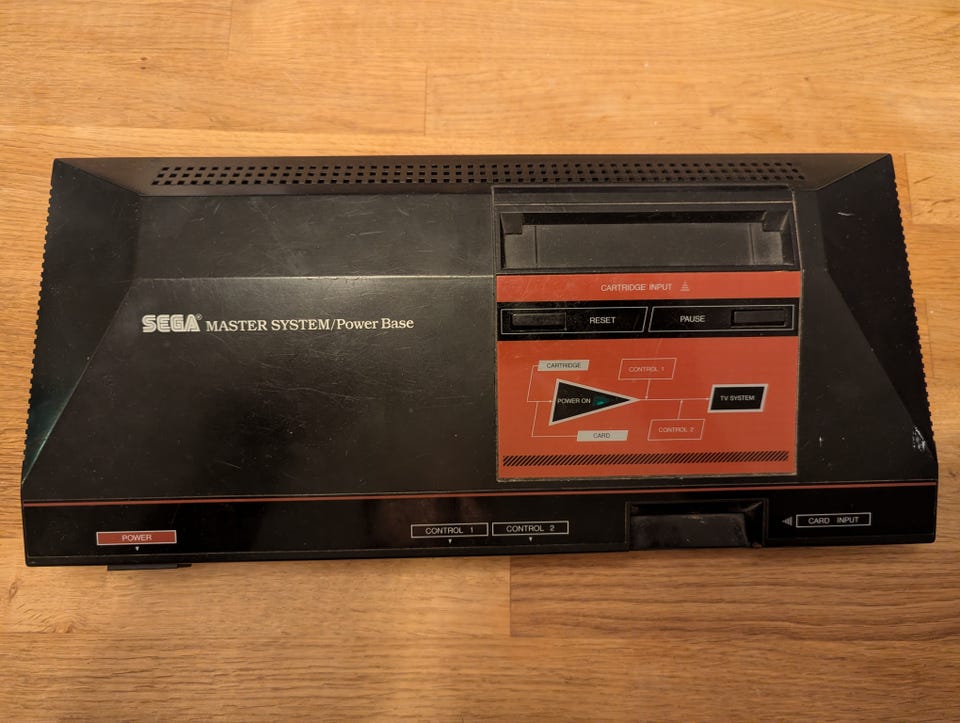 CARTRIDGE INPUT
SEGA® MASTER SYSTEM/Power Base
RESET
PAUSE
CARTRIDGE
CONTROL 1
POWER ON
TV SYSTEM
CARD
CONTROL 2
POWER
CONTROL 1
CONTROL 2
CARD INPUT